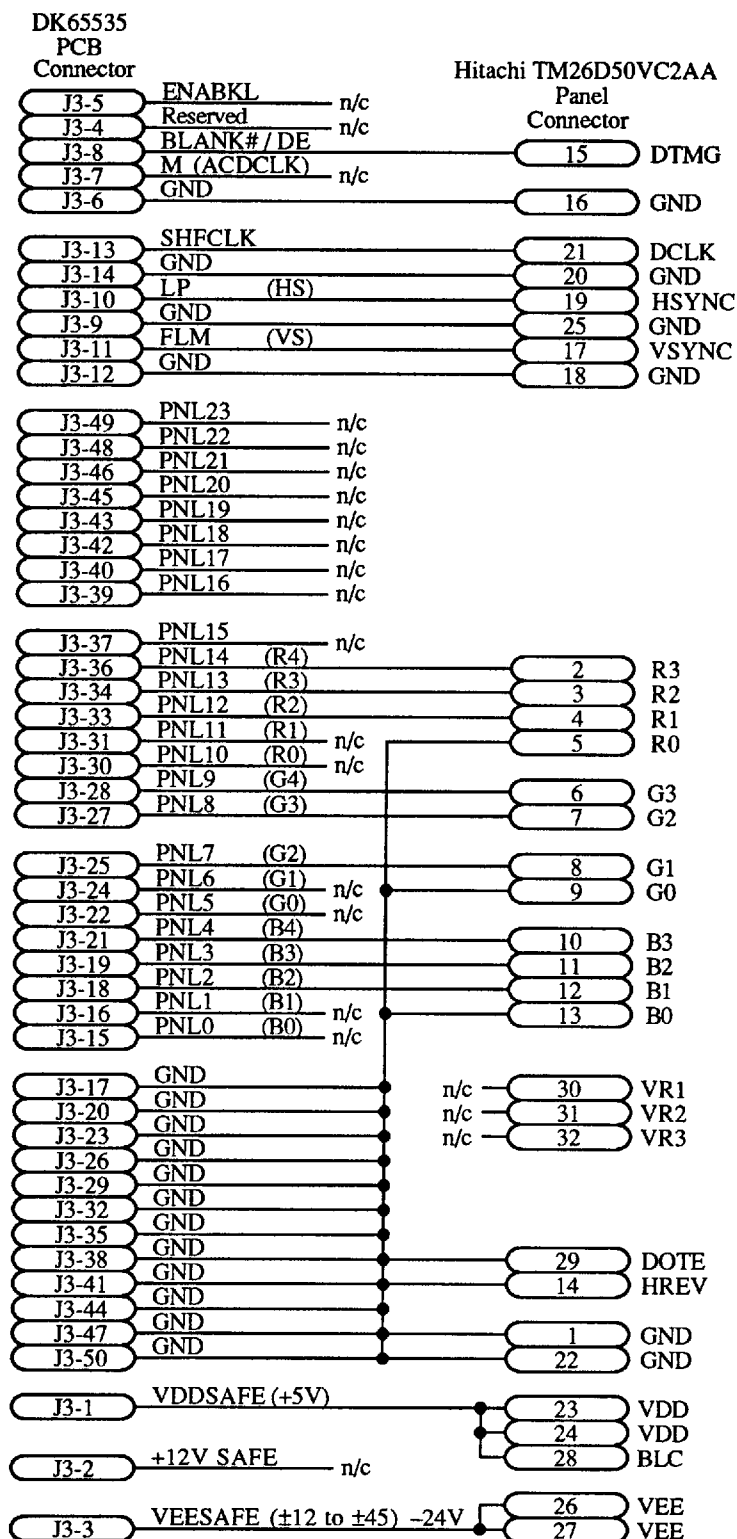 DK65535
PCB
Connector
Hitachi TM26D50VC2AA
Panel
Connector
J3-5 ENABKL n/c
J3-4 Reserved n/c
J3-8 BLANK# / DE 15 DTMG
J3-7 M (ACDCLK) n/c
J3-6 GND 16 GND
J3-13 SHFCLK 21 DCLK
J3-14 GND 20 GND
J3-10 LP (HS) 19 HSYNC
J3-9 GND 25 GND
J3-11 FLM (VS) 17 VSYNC
J3-12 GND 18 GND
J3-49 PNL23 n/c
J3-48 PNL22 n/c
J3-46 PNL21 n/c
J3-45 PNL20 n/c
J3-43 PNL19 n/c
J3-42 PNL18 n/c
J3-40 PNL17 n/c
J3-39 PNL16 n/c
J3-37 PNL15 n/c
J3-36 PNL14 (R4) 2 R3
J3-34 PNL13 (R3) 3 R2
J3-33 PNL12 (R2) 4 R1
J3-31 PNL11 (R1) n/c 5 R0
J3-30 PNL10 (R0) n/c
J3-28 PNL9 (G4) 6 G3
J3-27 PNL8 (G3) 7 G2
J3-25 PNL7 (G2) 8 G1
J3-24 PNL6 (G1) n/c 9 G0
J3-22 PNL5 (G0) n/c
J3-21 PNL4 (B4) 10 B3
J3-19 PNL3 (B3) 11 B2
J3-18 PNL2 (B2) 12 B1
J3-16 PNL1 (B1) n/c 13 B0
J3-15 PNL0 (B0) n/c
J3-17 GND n/c 30 VR1
J3-20 GND n/c 31 VR2
J3-23 GND n/c 32 VR3
J3-26 GND
J3-29 GND
J3-32 GND
J3-35 GND
J3-38 GND 29 DOTE
J3-41 GND 14 HREV
J3-44 GND
J3-47 GND 1 GND
J3-50 GND 22 GND
J3-1 VDDSAFE (+5V) 23 VDD
24 VDD
28 BLC
J3-2 +12V SAFE n/c
26 VEE
J3-3 VEESAFE (±12 to ±45) –24V 27 VEE